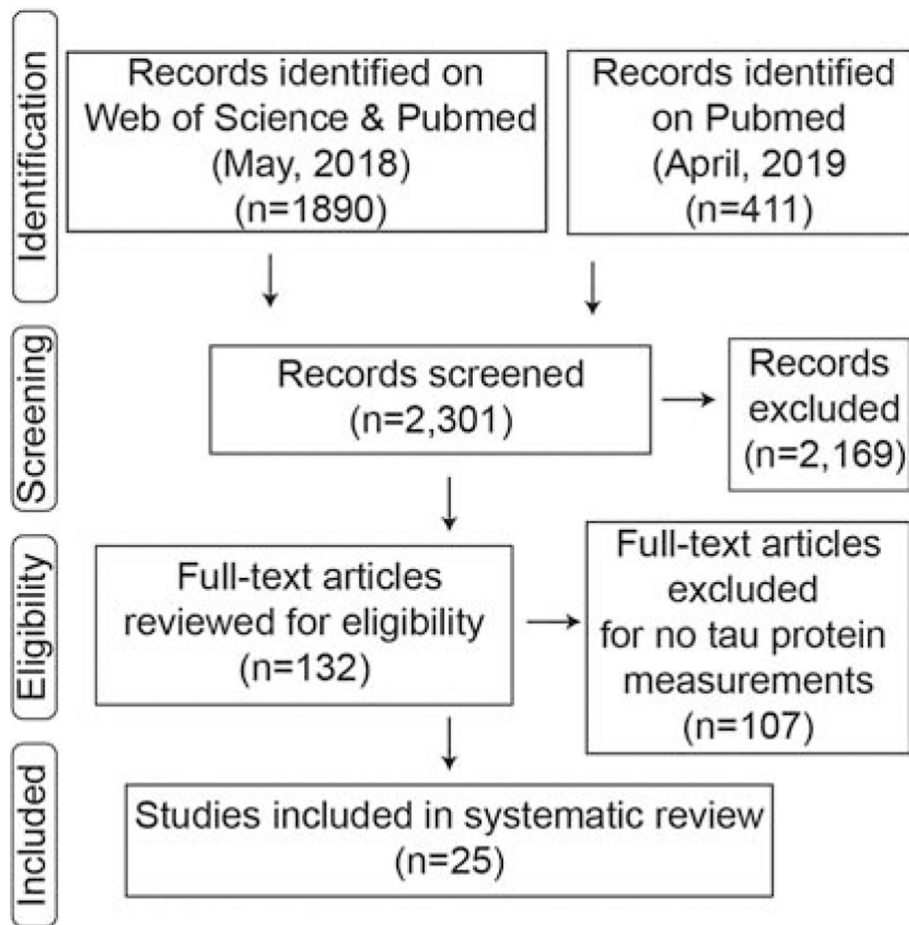 Identification
Records identified on
Web of Science & Pubmed
(May, 2018)
(n=1890)
Records identified
on Pubmed
(April, 2019
(n=411)
Screening
Records screened
(n=2,301)
Records
excluded
(n=2,169)
Eligibility
Full-text articles
reviewed for eligibility
(n=132)
Full-text articles
excluded
for no tau protein
measurements
(n=107)
Included
Studies included in systematic review
(n=25)